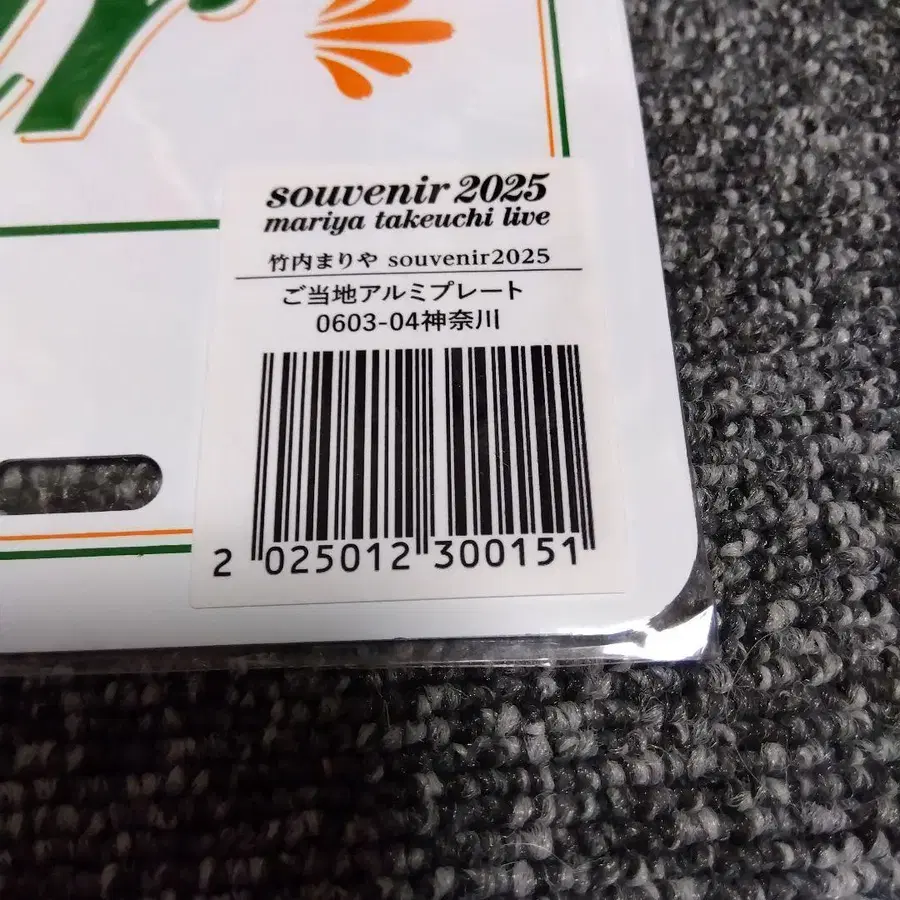 souvenir 2025
mariya takeuchi live
竹内まりや souvenir2025
ご当地アルミプレート
0603-04神奈川
2 025012 300151